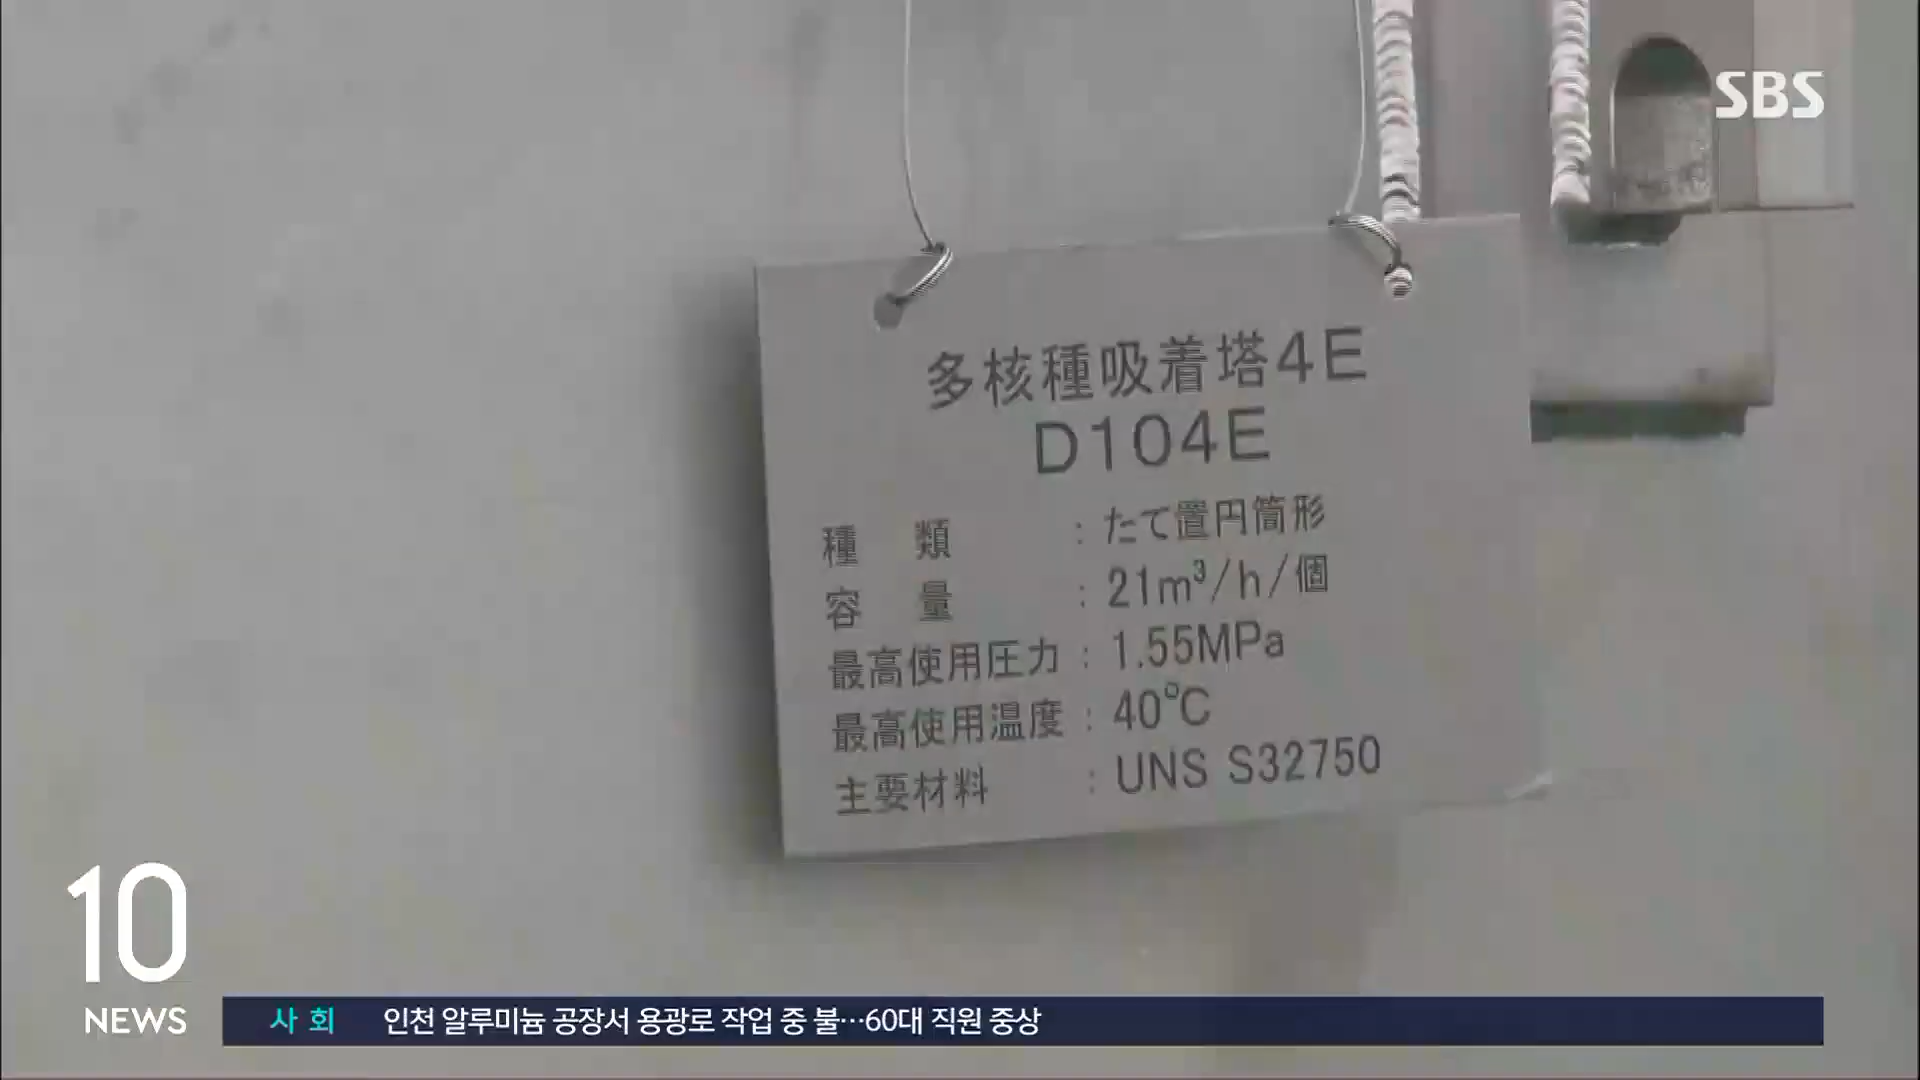 SBS
多核種吸着塔4E
D104E
種 類 : たて置円筒形
容 量 : 21m³/h/個
最高使用圧力 : 1.55MPa
最高使用温度 : 40℃
主要材料 : UNS S32750
10
NEWS
사회 인천 알루미늄 공장서 용광로 작업 중 불…60대 직원 중상